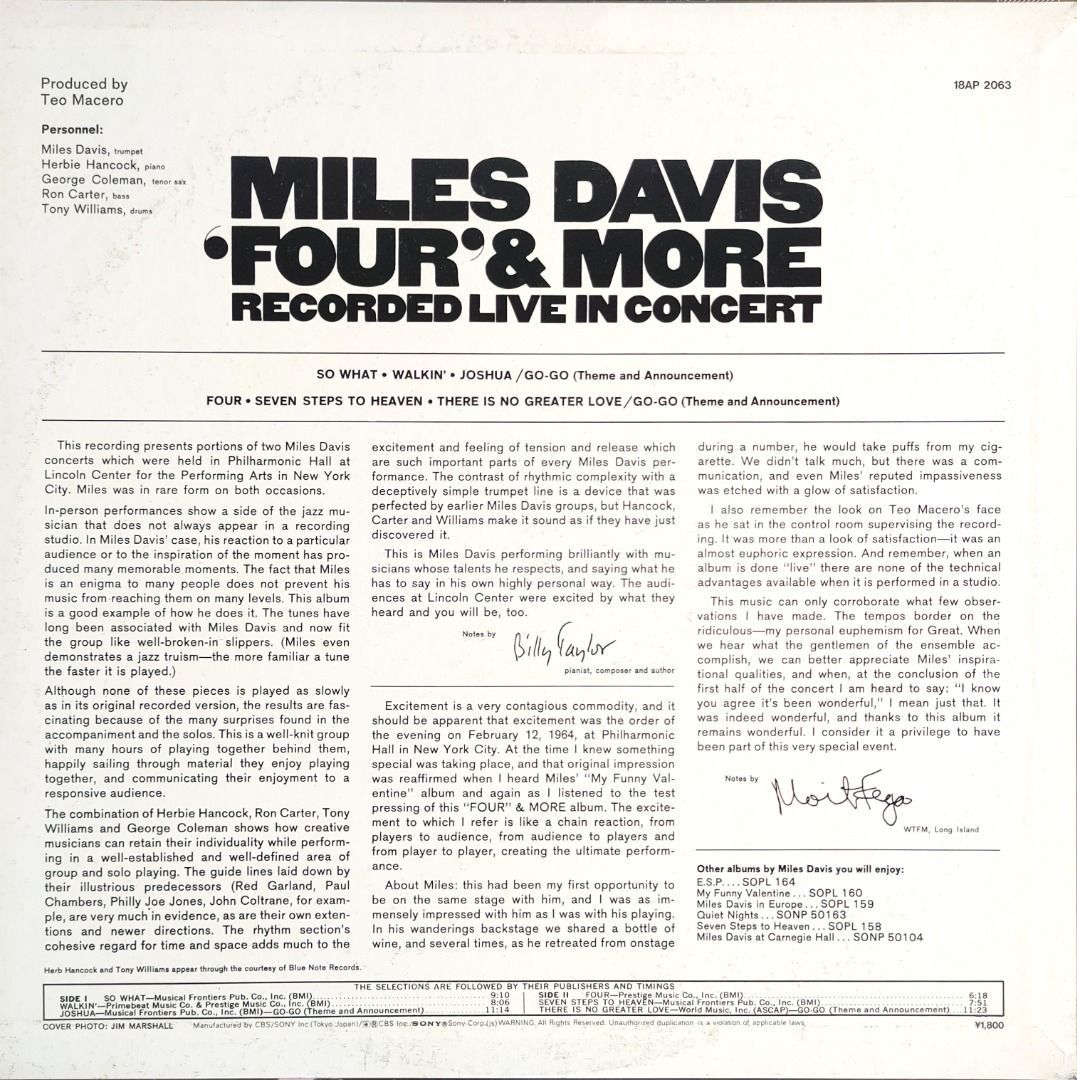 Produced by
Teo Macero
18AP 2063
Personnel:
Miles Davis, trumpet
Herbie Hancock, piano
George Coleman, tenor sax
Ron Carter, bass
Tony Williams, drums
MILES DAVIS
‘FOUR’ & MORE
RECORDED LIVE IN CONCERT
SO WHAT • WALKIN' • JOSHUA / GO-GO (Theme and Announcement)
FOUR • SEVEN STEPS TO HEAVEN • THERE IS NO GREATER LOVE / GO-GO (Theme and Announcement)
This recording presents portions of two Miles Davis
concerts which were held in Philharmonic Hall at
Lincoln Center for the Performing Arts in New York
City. Miles was in rare form on both occasions.
In-person performances show a side of the jazz mu-
sician that does not always appear in a recording
studio. In Miles Davis' case, his reaction to a particular
audience or to the inspiration of the moment has pro-
duced many memorable moments. The fact that Miles
is an enigma to many people does not prevent his
music from reaching them on many levels. This album
is a good example of how he does it. The tunes have
long been associated with Miles Davis and now fit
the group like well-broken-in slippers. (Miles even
demonstrates a jazz truism—the more familiar a tune
the faster it is played.)
Although none of these pieces is played as slowly
as in its original recorded version, the results are fas-
cinating because of the many surprises found in the
accompaniment and the solos. This is a well-knit group
with many hours of playing together behind them,
happily sailing through material they enjoy playing
together, and communicating their enjoyment to a
responsive audience.
The combination of Herbie Hancock, Ron Carter, Tony
Williams and George Coleman shows how creative
musicians can retain their individuality while perform-
ing in a well-established and well-defined area of
group and solo playing. The guide lines laid down by
their illustrious predecessors (Red Garland, Paul
Chambers, Philly Joe Jones, John Coltrane, for exam-
ple, are very much in evidence, as are their own exten-
tions and newer directions. The rhythm section's
cohesive regard for time and space adds much to the
excitement and feeling of tension and release which
are such important parts of every Miles Davis per-
formance. The contrast of rhythmic complexity with a
deceptively simple trumpet line is a device that was
perfected by earlier Miles Davis groups, but Hancock,
Carter and Williams make it sound as if they have just
discovered it.
This is Miles Davis performing brilliantly with mu-
sicians whose talents he respects, and saying what he
has to say in his own highly personal way. The audi-
ences at Lincoln Center were excited by what they
heard and you will be, too.
Notes by Billy Taylor
pianist, composer and author
Excitement is a very contagious commodity, and it
should be apparent that excitement was the order of
the evening on February 12, 1964, at Philharmonic
Hall in New York City. At the time I knew something
special was taking place, and that original impression
was reaffirmed when I heard Miles' "My Funny Val-
entine" album and again as I listened to the test
pressing of this "FOUR" & MORE album. The excite-
ment to which I refer is like a chain reaction, from
players to audience, from audience to players and
from player to player, creating the ultimate perform-
ance.
About Miles: this had been my first opportunity to
be on the same stage with him, and I was as im-
mensely impressed with him as I was with his playing.
In his wanderings backstage we shared a bottle of
wine, and several times, as he retreated from onstage
during a number, he would take puffs from my cig-
arette. We didn't talk much, but there was a com-
munication, and even Miles' reputed impassiveness
was etched with a glow of satisfaction.
I also remember the look on Teo Macero's face
as he sat in the control room supervising the record-
ing. It was more than a look of satisfaction—it was an
almost euphoric expression. And remember, when an
album is done "live" there are none of the technical
advantages available when it is performed in a studio.
This music can only corroborate what few obser-
vations I have made. The tempos border on the
ridiculous—my personal euphemism for Great. When
we hear what the gentlemen of the ensemble ac-
complish, we can better appreciate Miles' inspira-
tional qualities, and when, at the conclusion of the
first half of the concert I am heard to say: "I know
you agree it's been wonderful," I mean just that. It
was indeed wonderful, and thanks to this album it
remains wonderful. I consider it a privilege to have
been part of this very special event.
Notes by Mort Fega
WTFM, Long Island
Other albums by Miles Davis you will enjoy:
E.S.P.... SOPL 164
My Funny Valentine... SOPL 160
Miles Davis in Europe... SOPL 159
Quiet Nights... SONP 50163
Seven Steps to Heaven... SOPL 158
Miles Davis at Carnegie Hall... SONP 50104
Herb Hancock and Tony Williams appear through the courtesy of Blue Note Records.
THE SELECTIONS ARE FOLLOWED BY THEIR PUBLISHERS AND TIMINGS
SIDE I SO WHAT—Musical Frontiers Pub. Co., Inc. (BMI) 9:10
WALKIN'—Primebeat Music Co. & Prestige Music Co., Inc. (BMI) 8:06
JOSHUA—Musical Frontiers Pub. Co., Inc. (BMI)—GO-GO (Theme and Announcement) 11:14
SIDE II FOUR—Prestige Music Co., Inc. (BMI) 6:18
SEVEN STEPS TO HEAVEN—Musical Frontiers Pub. Co., Inc. (BMI) 7:51
THERE IS NO GREATER LOVE—World Music, Inc. (ASCAP)—GO-GO (Theme and Announcement) 11:23
COVER PHOTO: JIM MARSHALL Manufactured by CBS/SONY Inc. (Tokyo Japan)/ ® CBS Inc./SONY® Sony Corp. (js) WARNING. All Rights Reserved. Unauthorized duplication is a violation of applicable laws. ¥1,800